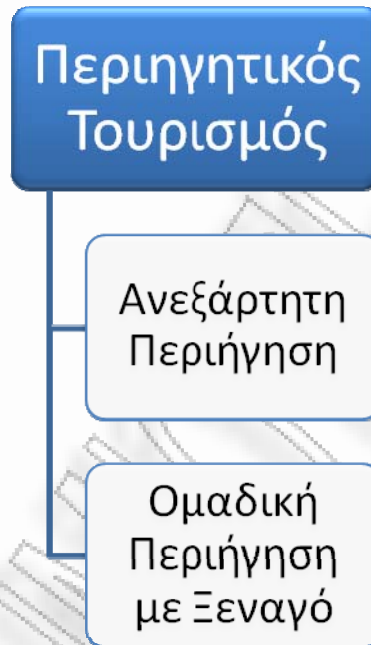 Περιηγητικός
Τουρισμός
Ανεξάρτητη
Περιήγηση
Ομαδική
Περιήγηση
με Ξεναγό